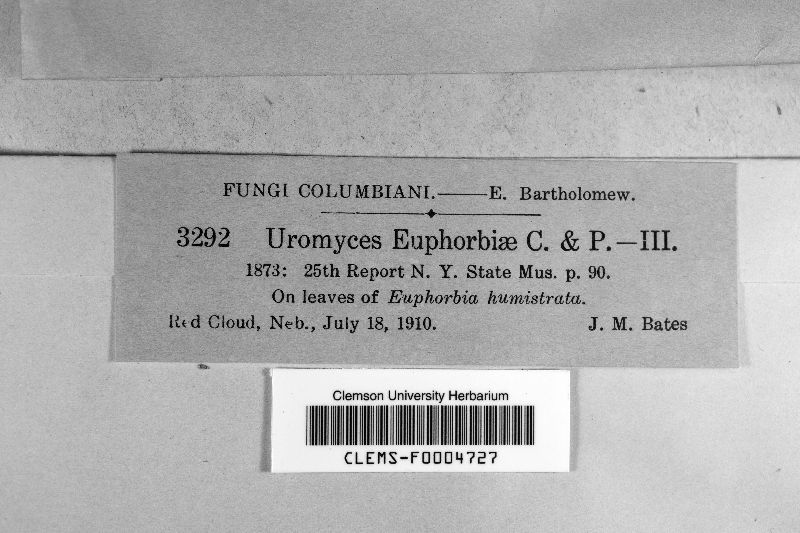 FUNGI COLUMBIANI.—E. Bartholomew.
3292 Uromyces Euphorbiæ C. & P.—III.
1873: 25th Report N. Y. State Mus. p. 90.
On leaves of Euphorbia humistrata.
Red Cloud, Neb., July 18, 1910. J. M. Bates
Clemson University Herbarium
CLEMS-F0004727